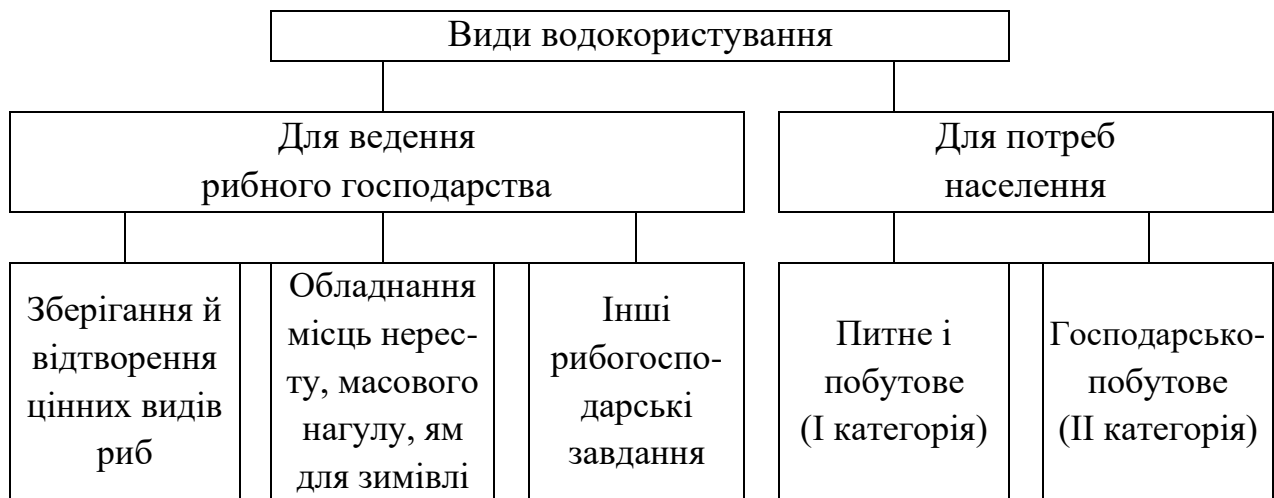 Види водокористування
Для ведення
рибного господарства
Для потреб
населення
Зберігання й
відтворення
цінних видів
риб
Обладнання
місць нерес-
ту, масового
нагулу, ям
для зимівлі
Інші
рибогоспо-
дарські
завдання
Питне і
побутове
(І категорія)
Господарсько-
побутове
(ІІ категорія)